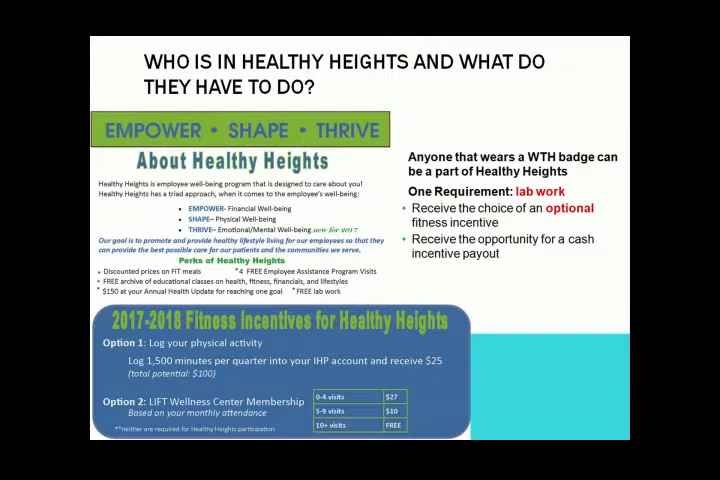 WHO IS IN HEALTHY HEIGHTS AND WHAT DO
THEY HAVE TO DO?
EMPOWER • SHAPE • THRIVE
About Healthy Heights
Healthy Heights is employee well-being program that is designed to care about you!
Healthy Heights has a triad approach, when it comes to the employee's well-being:
• EMPOWER- Financial Well-being
• SHAPE– Physical Well-being
• THRIVE– Emotional/Mental Well-being new for 2017
Our goal is to promote and provide healthy lifestyle living for our employees so that they
can provide the best possible care for our patients and the communities we serve.
Perks of Healthy Heights
* Discounted prices on FIT meals * 4 FREE Employee Assistance Program Visits
* FREE archive of educational classes on health, fitness, financials, and lifestyles
* $150 at your Annual Health Update for reaching one goal * FREE lab work
Anyone that wears a WTH badge can
be a part of Healthy Heights
One Requirement: lab work
• Receive the choice of an optional
fitness incentive
• Receive the opportunity for a cash
incentive payout
2017-2018 Fitness Incentives for Healthy Heights
Option 1: Log your physical activity
Log 1,500 minutes per quarter into your IHP account and receive $25
(total potential: $100)
Option 2: LIFT Wellness Center Membership
Based on your monthly attendance
**neither are required for Healthy Heights participation
0-4 visits $27
5-9 visits $10
10+ visits FREE